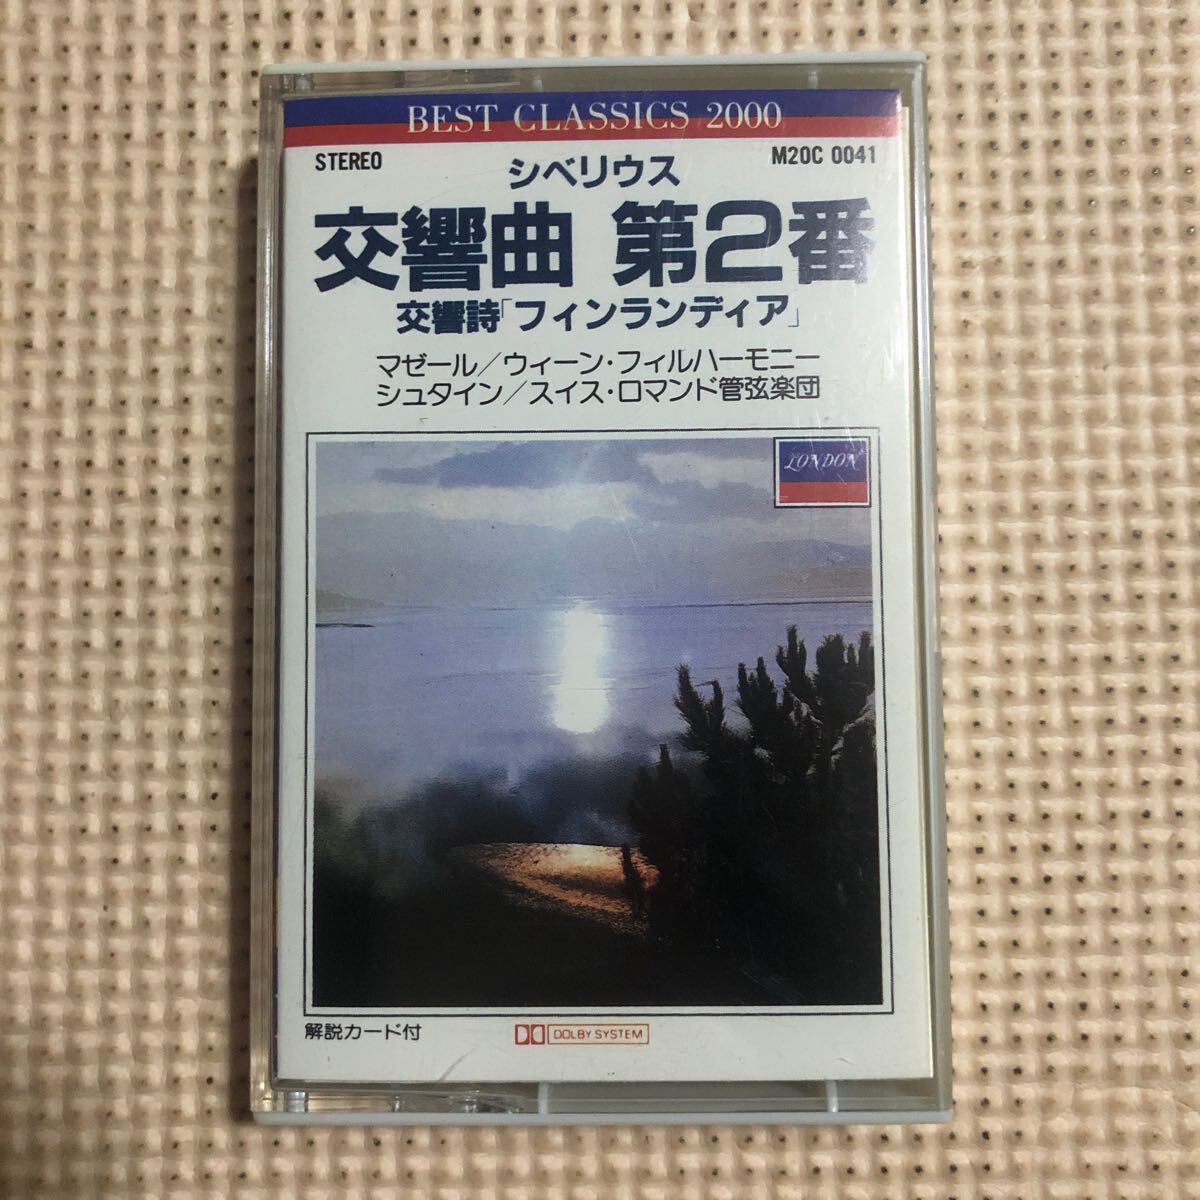 BEST CLASSICS 2000
STEREO
M20C 0041
シベリウス
交響曲 第2番
交響詩「フィンランディア」
マゼール/ウィーン・フィルハーモニー
シュタイン/スイス・ロマンド管弦楽団
LONDON
解説カード付
DOLBY SYSTEM